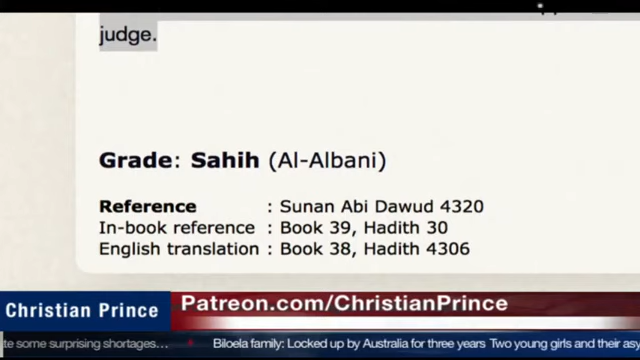 judge.
Grade: Sahih (Al-Albani)
Reference : Sunan Abi Dawud 4320
In-book reference : Book 39, Hadith 30
English translation : Book 38, Hadith 4306
Christian Prince
Patreon.com/ChristianPrince
some surprising shortages... Biloela family: Locked up by Australia for three years Two young girls and their